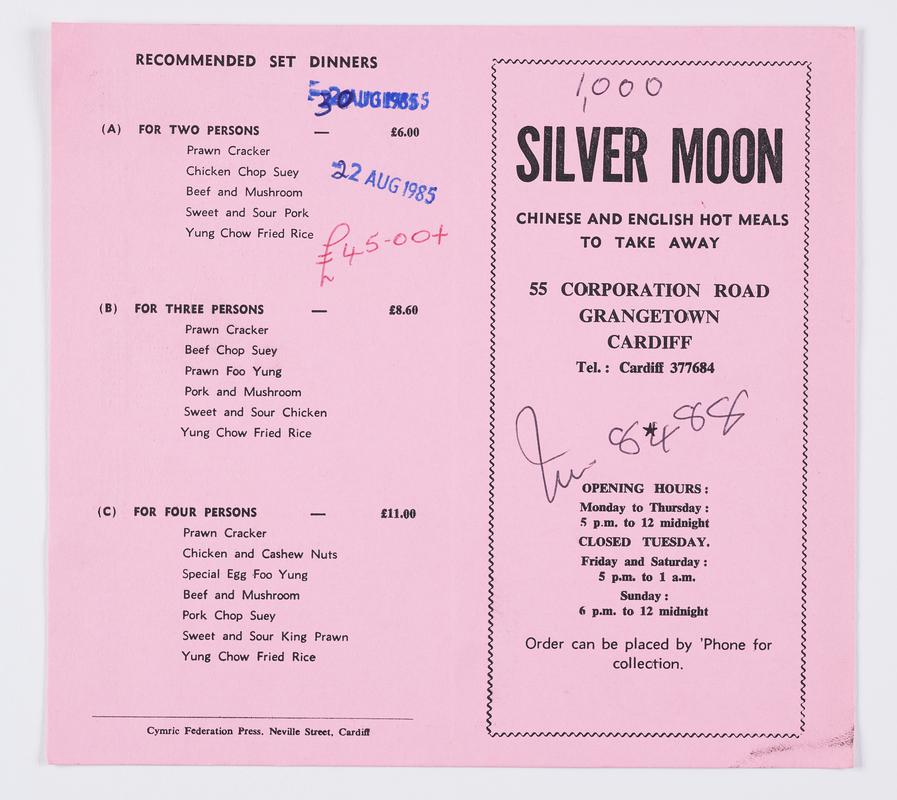 RECOMMENDED SET DINNERS
30 AUG 1985
(A) FOR TWO PERSONS — £6.00
Prawn Cracker
Chicken Chop Suey
22 AUG 1985
Beef and Mushroom
Sweet and Sour Pork
Yung Chow Fried Rice
£45-00+
(B) FOR THREE PERSONS — £8.60
Prawn Cracker
Beef Chop Suey
Prawn Foo Yung
Pork and Mushroom
Sweet and Sour Chicken
Yung Chow Fried Rice
(C) FOR FOUR PERSONS — £11.00
Prawn Cracker
Chicken and Cashew Nuts
Special Egg Foo Yung
Beef and Mushroom
Pork Chop Suey
Sweet and Sour King Prawn
Yung Chow Fried Rice
Cymric Federation Press, Neville Street, Cardiff
1,000
SILVER MOON
CHINESE AND ENGLISH HOT MEALS
TO TAKE AWAY
55 CORPORATION ROAD
GRANGETOWN
CARDIFF
Tel.: Cardiff 377684
8488
OPENING HOURS:
Monday to Thursday:
5 p.m. to 12 midnight
CLOSED TUESDAY.
Friday and Saturday:
5 p.m. to 1 a.m.
Sunday:
6 p.m. to 12 midnight
Order can be placed by 'Phone for
collection.